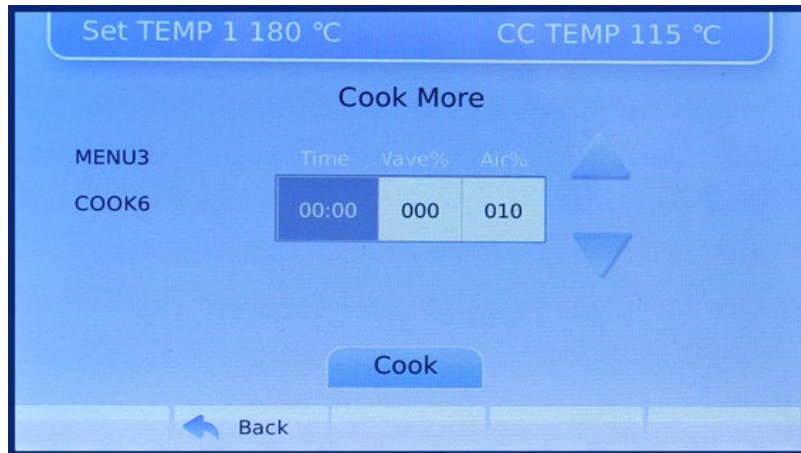 Set TEMP 1 180 ℃ CC TEMP 115 ℃
Cook More
MENU3 Time Wave% Air%
COOK6 00:00 000 010
Cook
Back